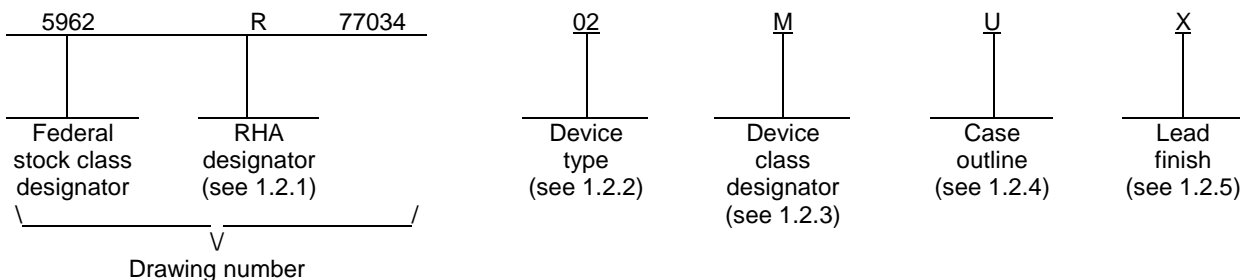 5962 R 77034 02 M U X
Federal stock class designator
RHA designator (see 1.2.1)
Device type (see 1.2.2)
Device class designator (see 1.2.3)
Case outline (see 1.2.4)
Lead finish (see 1.2.5)
Drawing number